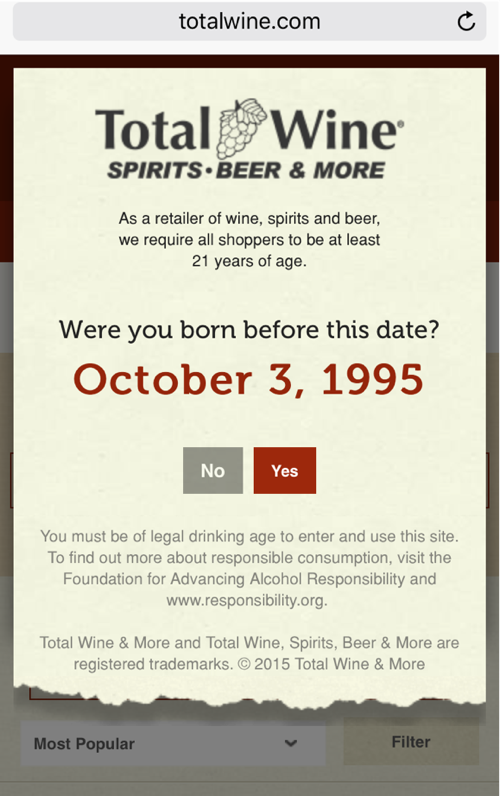 totalwine.com
Total Wine®
SPIRITS•BEER & MORE
As a retailer of wine, spirits and beer,
we require all shoppers to be at least
21 years of age.
Were you born before this date?
October 3, 1995
No Yes
You must be of legal drinking age to enter and use this site.
To find out more about responsible consumption, visit the
Foundation for Advancing Alcohol Responsibility and
www.responsibility.org.
Total Wine & More and Total Wine, Spirits, Beer & More are
registered trademarks. © 2015 Total Wine & More
Most Popular Filter